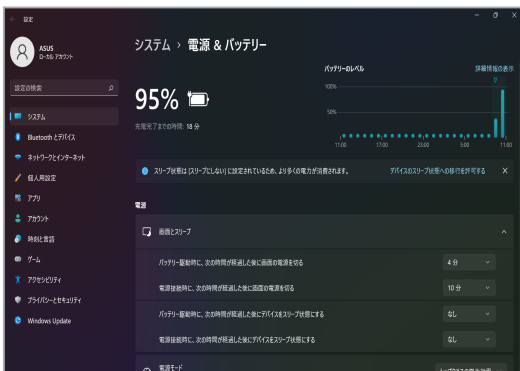 設定
ASUS
ローカル アカウント
設定の検索
システム
Bluetooth とデバイス
ネットワークとインターネット
個人用設定
アプリ
アカウント
時刻と言語
ゲーム
アクセシビリティ
プライバシーとセキュリティ
Windows Update
システム › 電源 & バッテリー
95%
充電完了までの時間: 18 分
バッテリーのレベル
詳細情報の表示
100%
50%
11:00 17:00 23:00 5:00 11:00
スリープ状態は [スリープにしない] に設定されているため、より多くの電力が消費されます。
デバイスのスリープ状態への移行を許可する
電源
画面とスリープ
バッテリー駆動時に、次の時間が経過した後に画面の電源を切る
4 分
電源接続時に、次の時間が経過した後に画面の電源を切る
10 分
バッテリー駆動時に、次の時間が経過した後にデバイスをスリープ状態にする
なし
電源接続時に、次の時間が経過した後にデバイスをスリープ状態にする
なし
電源モード